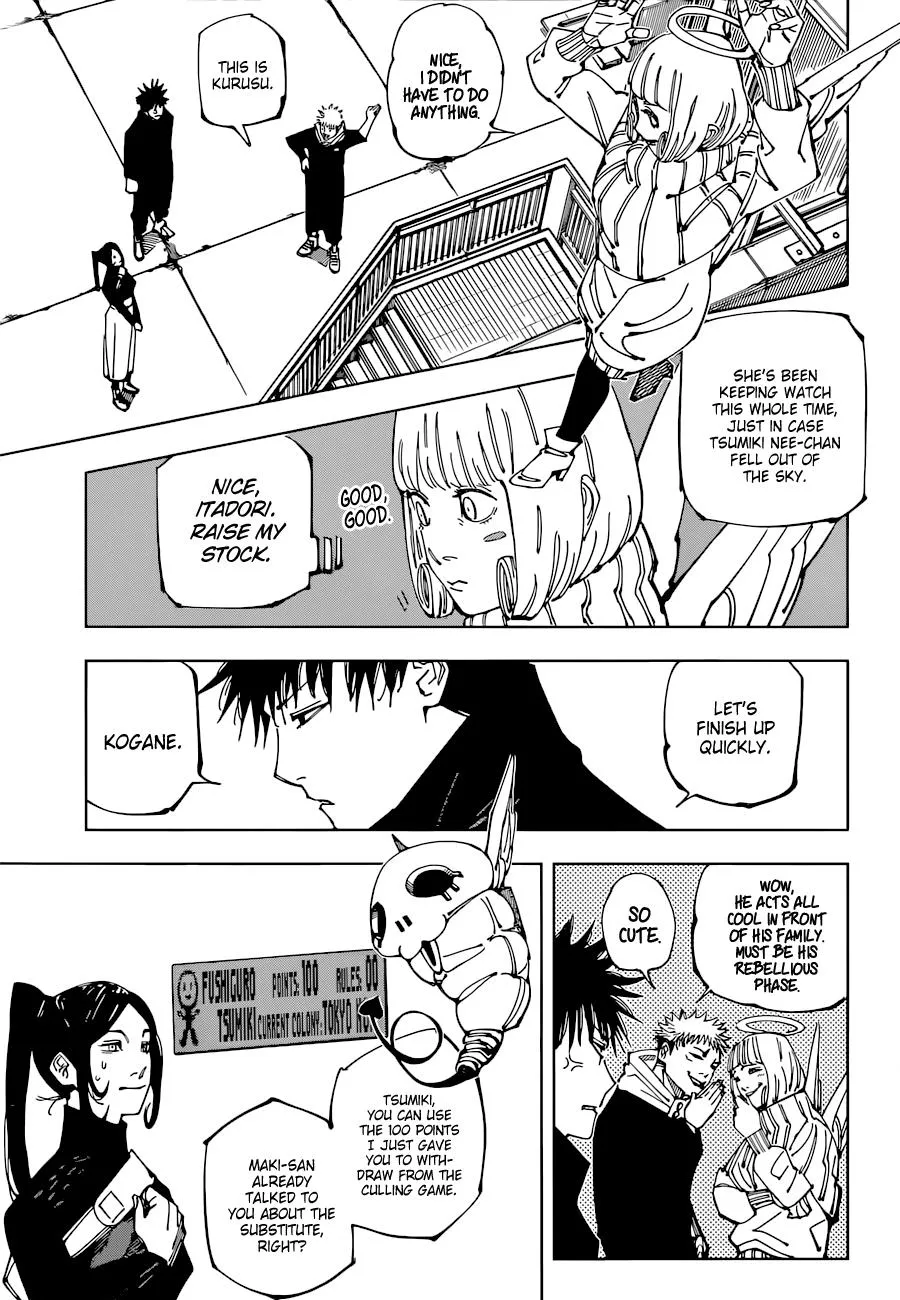 NICE,
I DIDN'T
HAVE TO DO
ANYTHING.
THIS IS
KURUSU.
SHE'S BEEN
KEEPING WATCH
THIS WHOLE TIME,
JUST IN CASE
TSUMIKI NEE-CHAN
FELL OUT OF
THE SKY.
GOOD,
GOOD.
NICE,
ITADORI.
RAISE MY
STOCK.
LET'S
FINISH UP
QUICKLY.
KOGANE.
WOW,
HE ACTS ALL
COOL IN FRONT
OF HIS FAMILY.
MUST BE HIS
REBELLIOUS
PHASE.
SO
CUTE.
FUSHIGURO POINTS:100 RULES:00
TSUMIKI CURRENT COLONY:TOKYO
TSUMIKI,
YOU CAN USE
THE 100 POINTS
I JUST GAVE
YOU TO WITH-
DRAW FROM THE
CULLING GAME.
MAKI-SAN
ALREADY
TALKED TO
YOU ABOUT THE
SUBSTITUTE,
RIGHT?